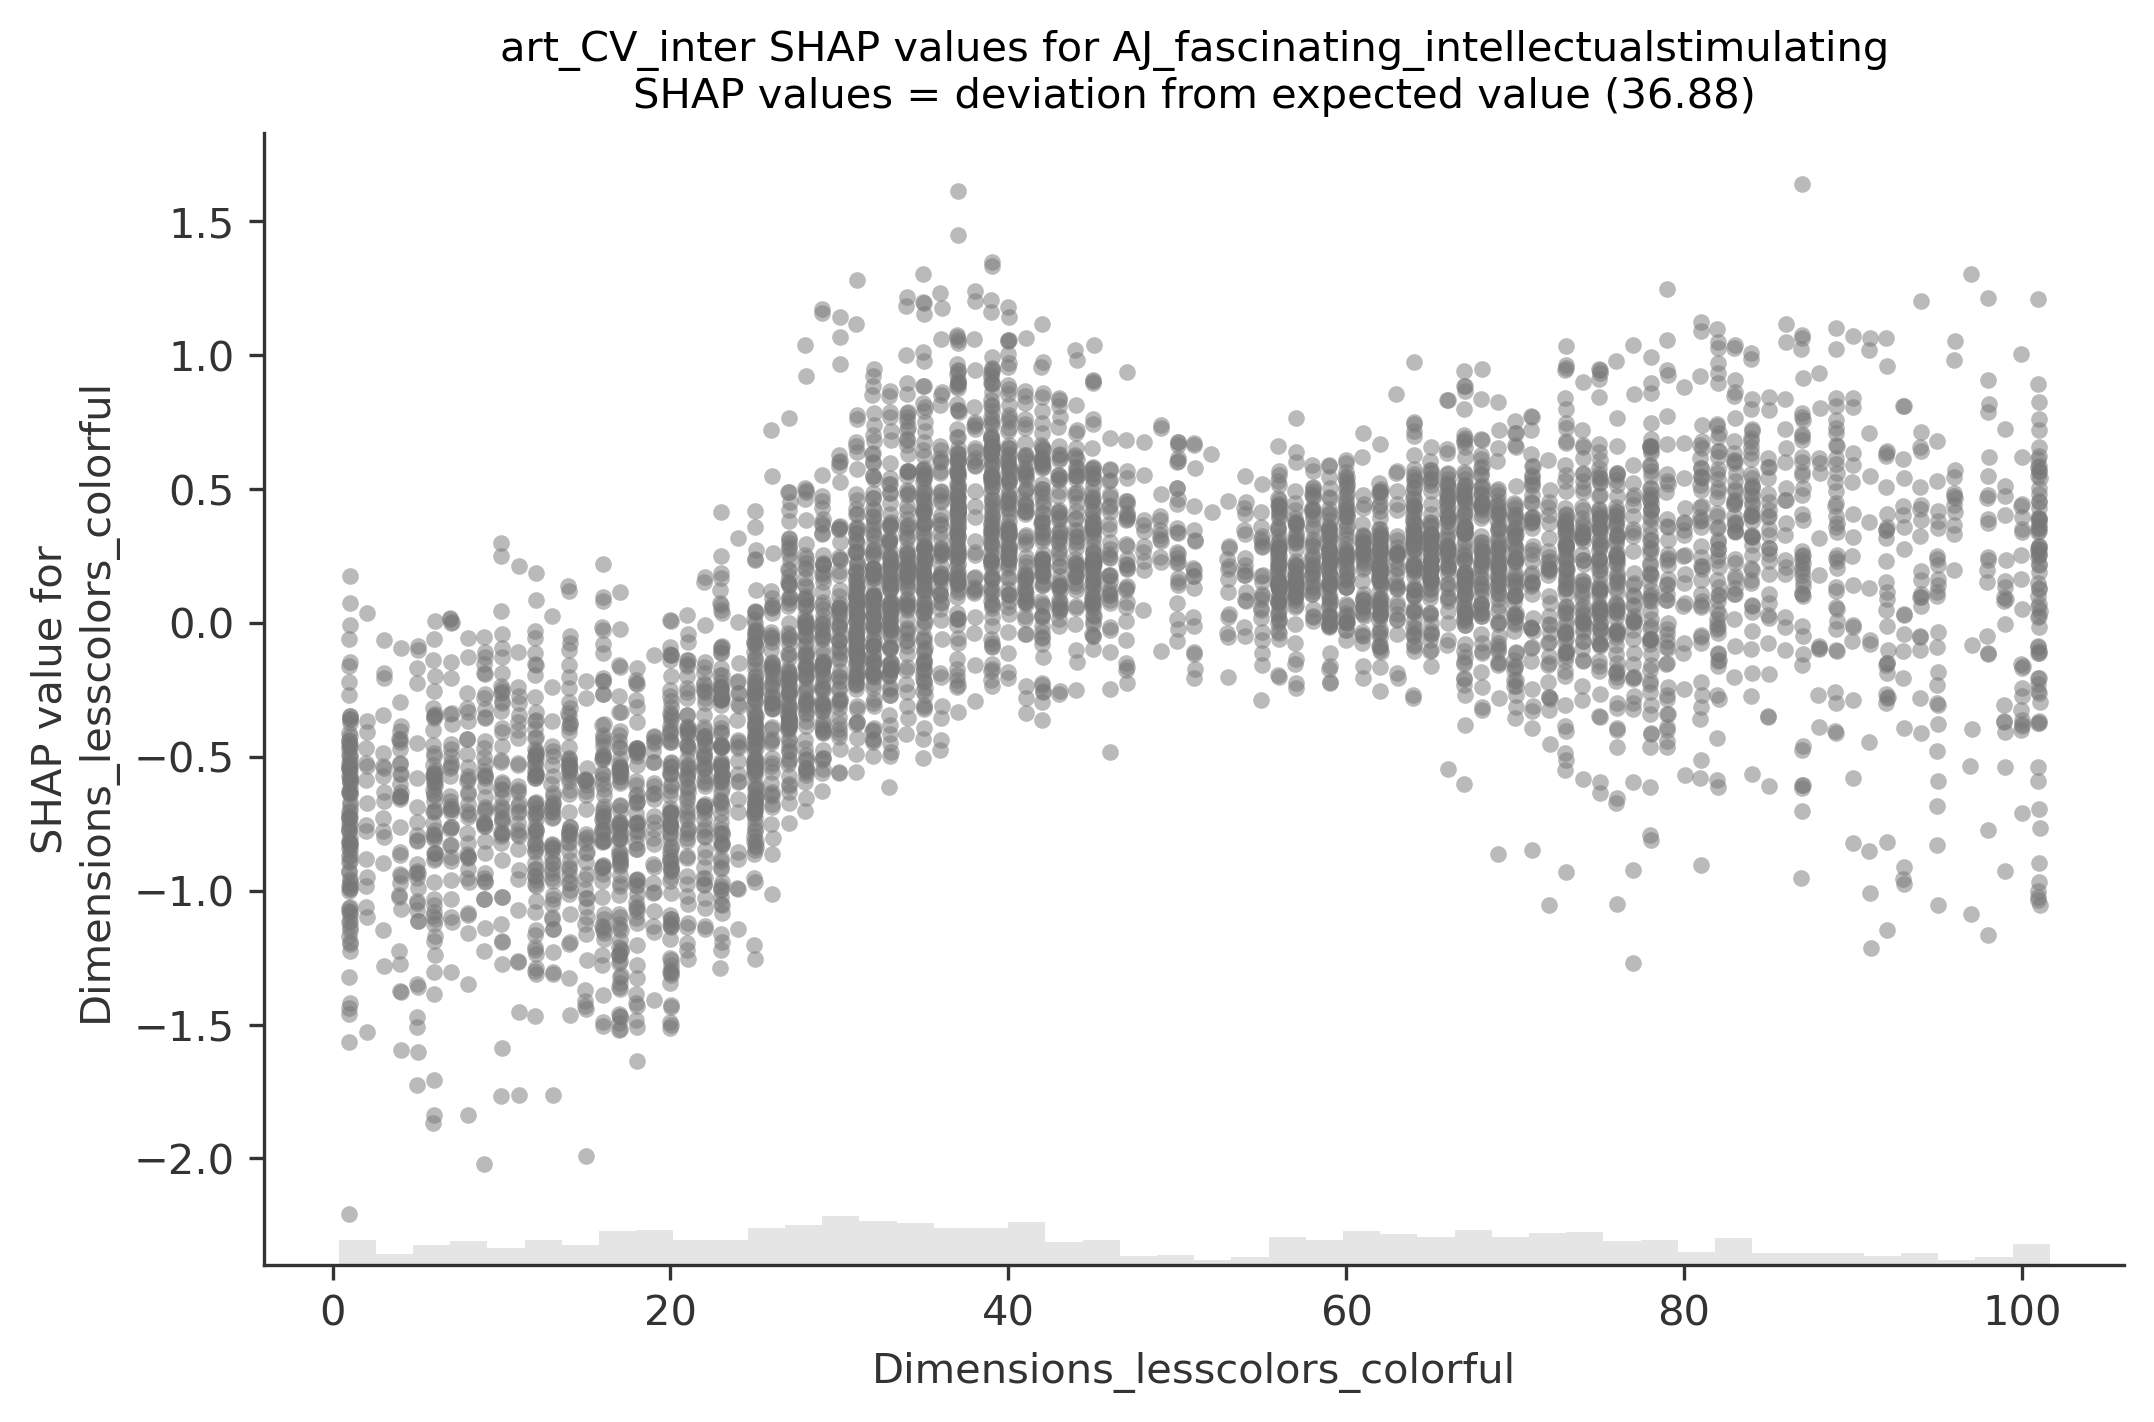 art_CV_inter SHAP values for AJ_fascinating_intellectualstimulating
SHAP values = deviation from expected value (36.88)
SHAP value for
Dimensions_lesscolors_colorful
1.5
1.0
0.5
0.0
−0.5
−1.0
−1.5
−2.0
0
20
40
60
80
100
Dimensions_lesscolors_colorful